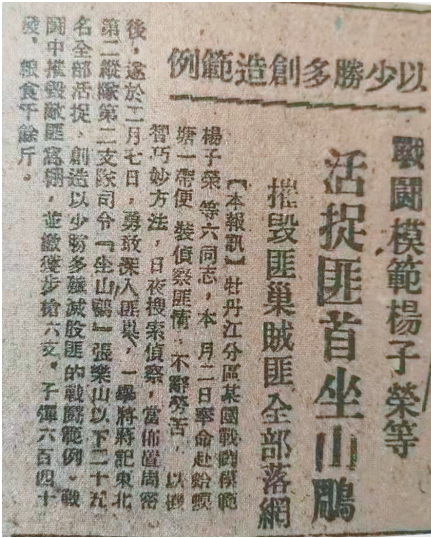 以少勝多創造範例
戰鬭模範楊子榮等
活捉匪首坐山鵰
摧毀匪巢賊匪全部落網
【本報訊】牡丹江分區某團戰鬭模範
楊子榮等六同志,本月二日奉命赴蛤蟆
塘一帶便裝偵察匪情,不辭勞苦,以機
智巧妙方法,日夜搜索偵察,當佈置周密
後,遂於二月七日,勇敢深入匪巢,一舉將蔣記東北
第二縱隊第二支隊司令『坐山鵰』張樂山以下二十五
名全部活捉,創造以少勝多殲滅股匪的戰鬭範例。戰
鬭中摧毀敵匪窩棚,並繳獲步槍六支,子彈六百四十
發,粮食千餘斤。